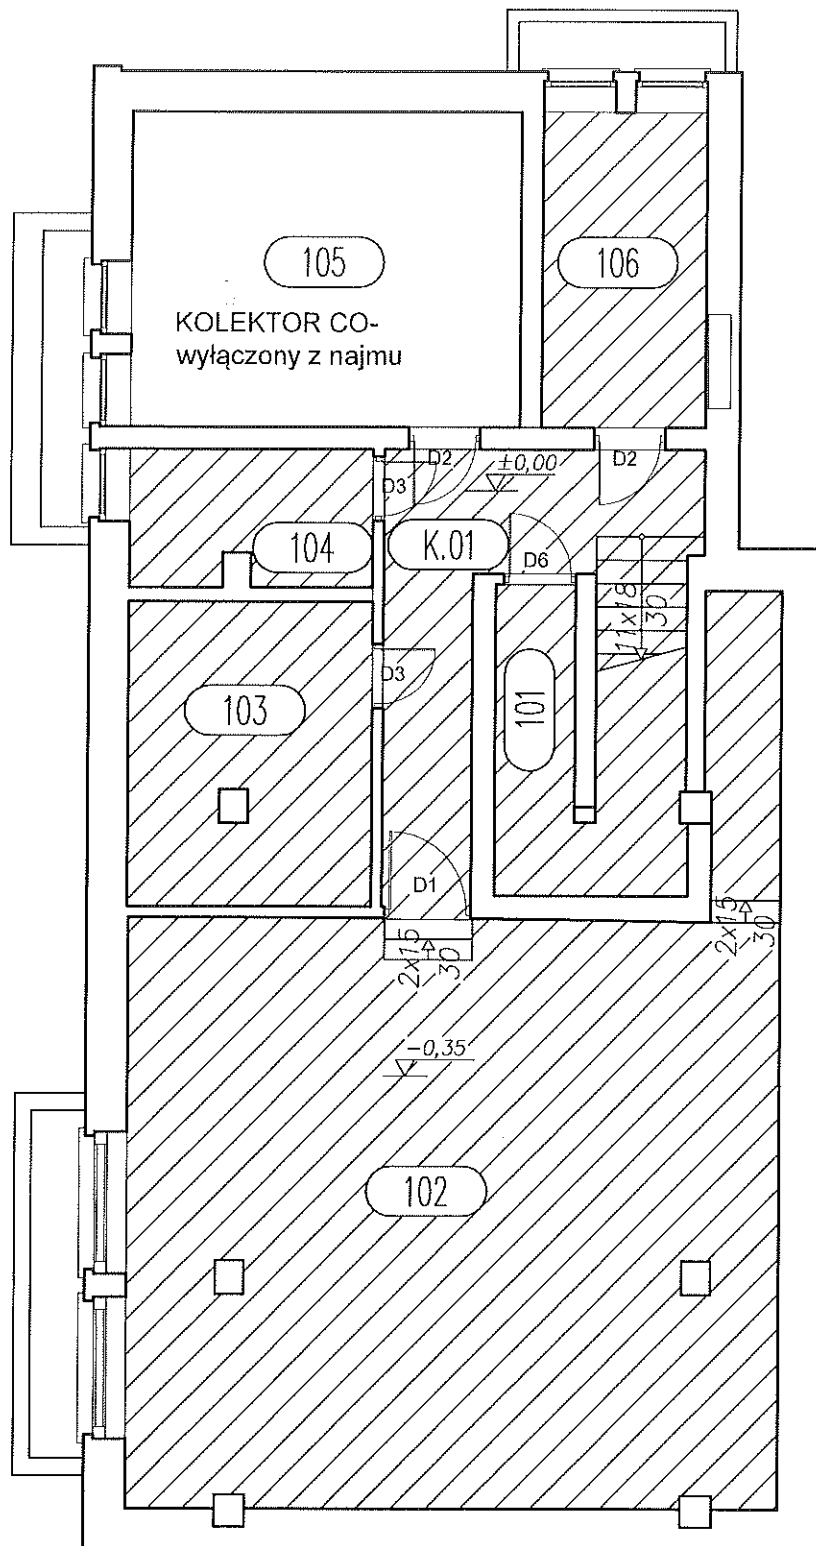 105
106
KOLEKTOR CO-
wyłączony z najmu
D2
±0,00
D2
D3
104
K.01
D6
11x18
30
D3
103
101
D1
2x15
30
2x15
30
-0,35
102